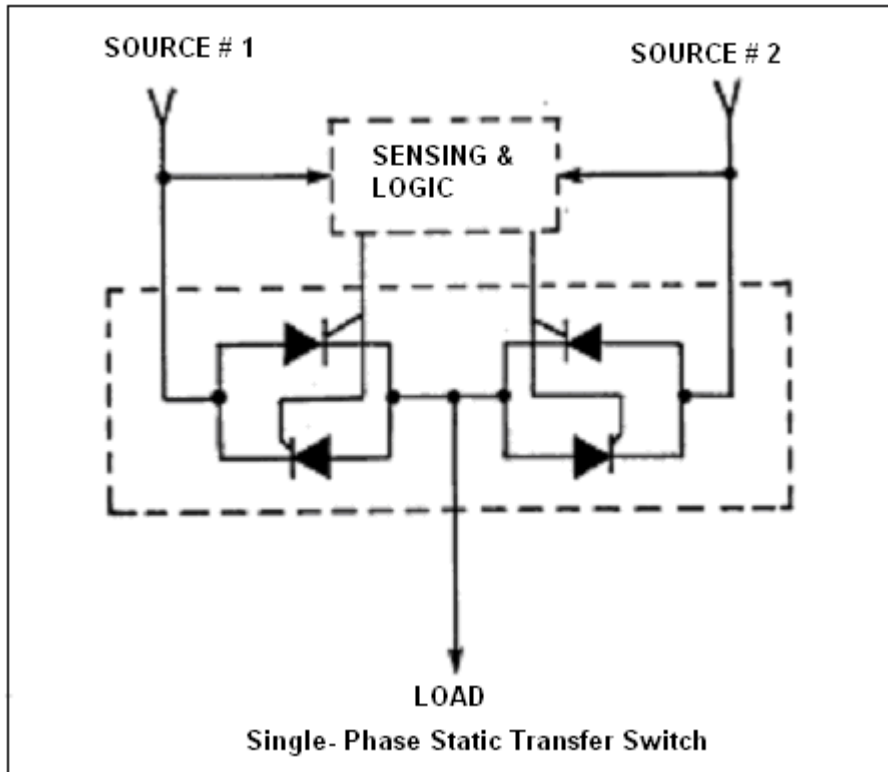 SOURCE # 1
SOURCE # 2
SENSING &
LOGIC
LOAD
Single- Phase Static Transfer Switch